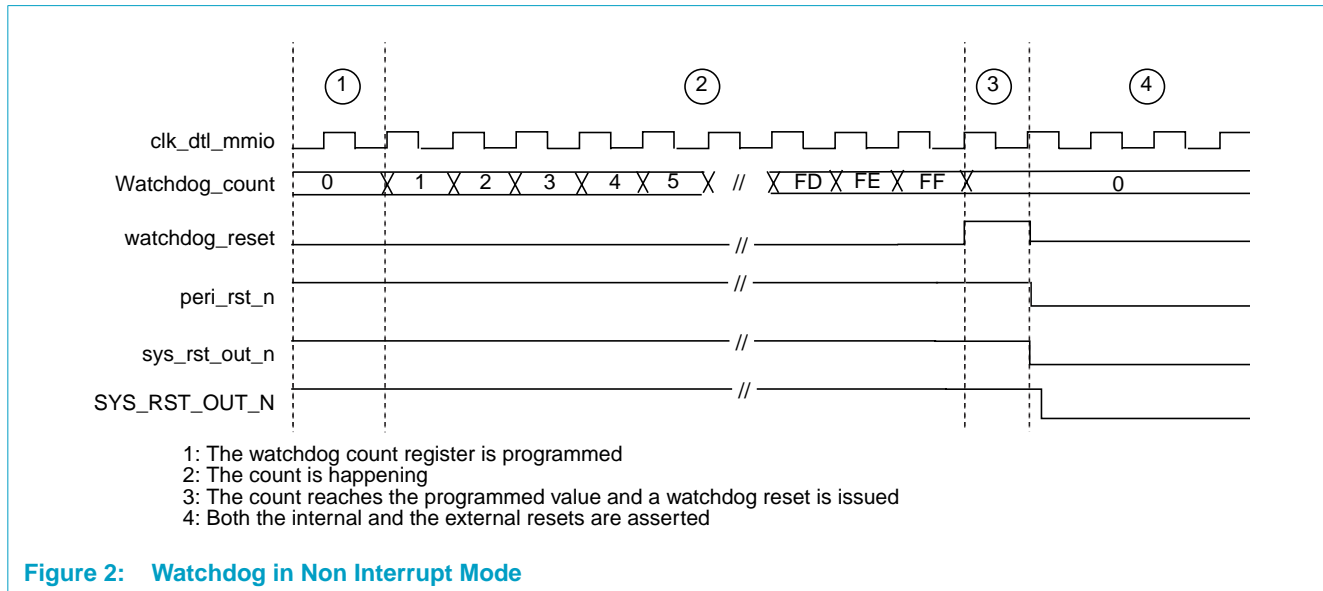 1 2 3 4
clk_dtl_mmio
Watchdog_count 0 1 2 3 4 5 // FD FE FF 0
watchdog_reset //
peri_rst_n //
sys_rst_out_n //
SYS_RST_OUT_N //
1: The watchdog count register is programmed
2: The count is happening
3: The count reaches the programmed value and a watchdog reset is issued
4: Both the internal and the external resets are asserted
Figure 2: Watchdog in Non Interrupt Mode